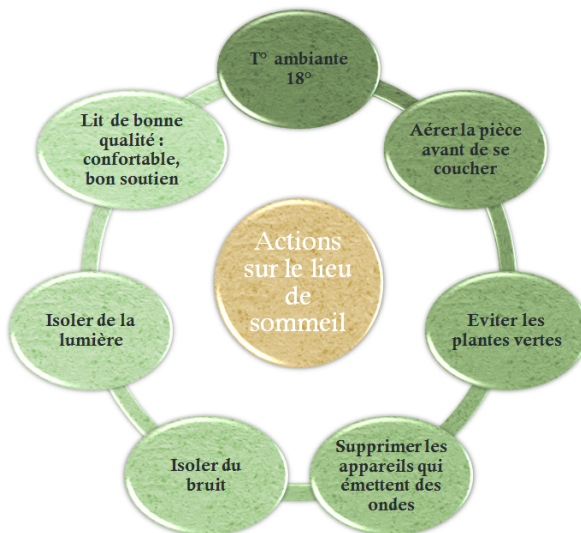 T° ambiante
18°
Aérer la pièce
avant de se
coucher
Eviter les
plantes vertes
Supprimer les
appareils qui
émettent des
ondes
Isoler du
bruit
Isoler de la
lumière
Lit de bonne
qualité :
confortable,
bon soutien
Actions
sur le lieu
de
sommeil